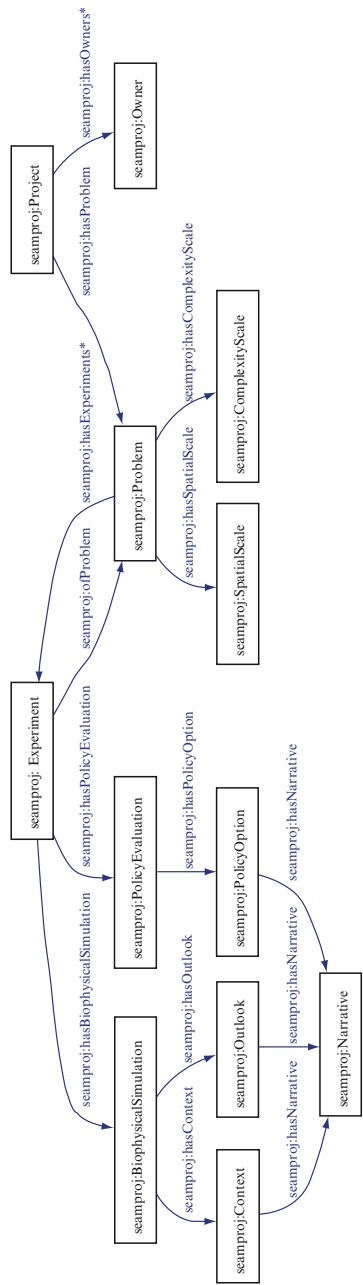 seamproj:Project
seamproj:hasProblem
seamproj:hasOwners*
seamproj:Owner
seamproj: Experiment
seamproj:hasExperiments*
seamproj:ofProblem
seamproj:Problem
seamproj:hasSpatialScale
seamproj:hasComplexityScale
seamproj:SpatialScale
seamproj:ComplexityScale
seamproj:hasBiophysicalSimulation
seamproj:hasPolicyEvaluation
seamproj:BiophysicalSimulation
seamproj:PolicyEvaluation
seamproj:hasContext
seamproj:hasOutlook
seamproj:hasPolicyOption
seamproj:Context
seamproj:Outlook
seamproj:PolicyOption
seamproj:hasNarrative
seamproj:hasNarrative
seamproj:hasNarrative
seamproj:Narrative